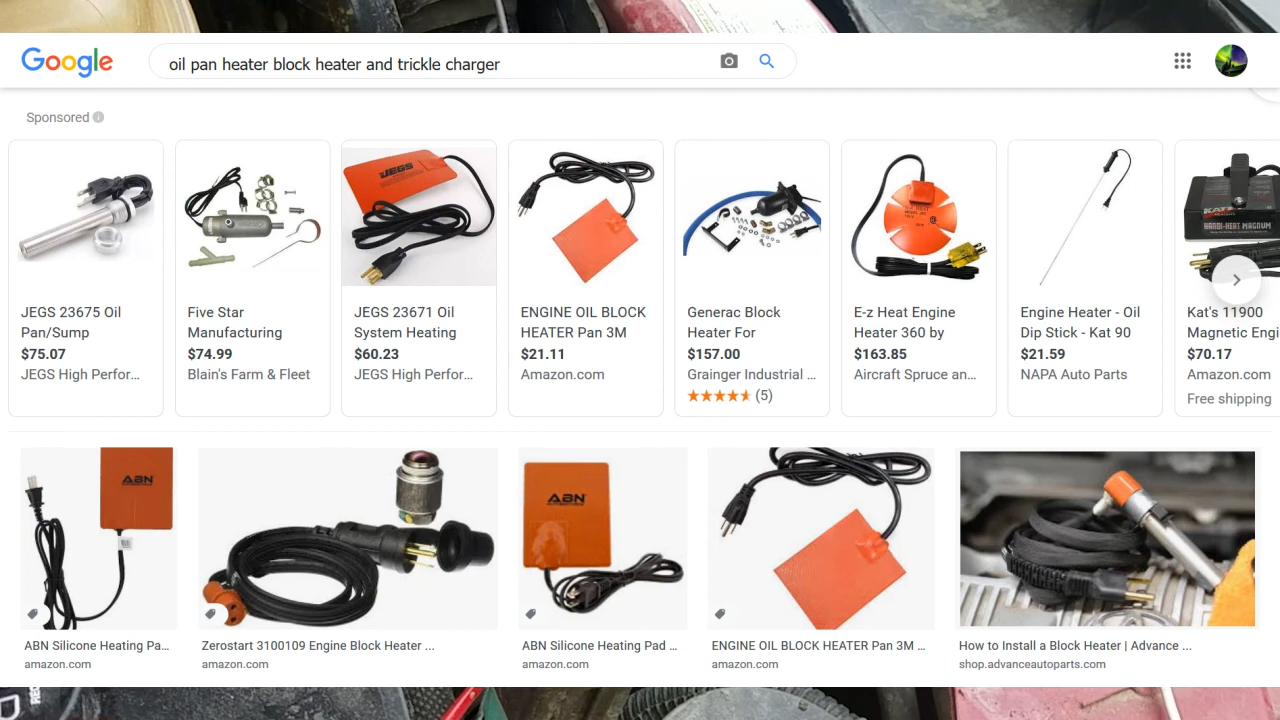 Google
oil pan heater block heater and trickle charger
Sponsored
JEGS
KAT'S
HANDI-HEAT MAGNUM
JEGS 23675 Oil
Pan/Sump
$75.07
JEGS High Perfor...
Five Star
Manufacturing
$74.99
Blain's Farm & Fleet
JEGS 23671 Oil
System Heating
$60.23
JEGS High Perfor...
ENGINE OIL BLOCK
HEATER Pan 3M
$21.11
Amazon.com
Generac Block
Heater For
$157.00
Grainger Industrial ...
(5)
E-z Heat Engine
Heater 360 by
$163.85
Aircraft Spruce an...
Engine Heater - Oil
Dip Stick - Kat 90
$21.59
NAPA Auto Parts
Kat's 11900
Magnetic Engi
$70.17
Amazon.com
Free shipping
ABN
ABN
ABN Silicone Heating Pa...
amazon.com
Zerostart 3100109 Engine Block Heater ...
amazon.com
ABN Silicone Heating Pad ...
amazon.com
ENGINE OIL BLOCK HEATER Pan 3M ...
amazon.com
How to Install a Block Heater | Advance ...
shop.advanceautoparts.com